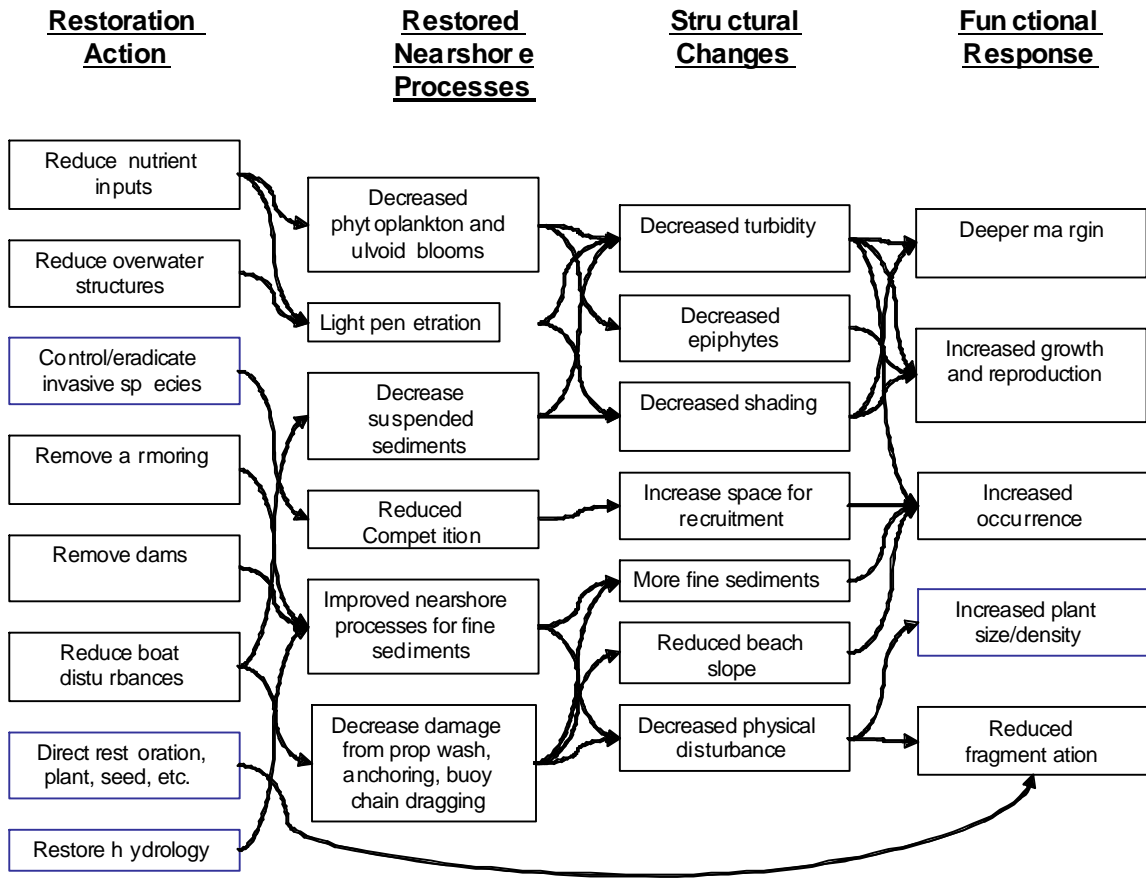 Restoration
Action
Restored
Nearshore
Processes
Structural
Changes
Functional
Response
Reduce nutrient
inputs
Reduce overwater
structures
Control/eradicate
invasive species
Remove armoring
Remove dams
Reduce boat
disturbances
Direct restoration,
plant, seed, etc.
Restore hydrology
Decreased
phytoplankton and
ulvoid blooms
Light penetration
Decrease
suspended
sediments
Reduced
Competition
Improved nearshore
processes for fine
sediments
Decrease damage
from prop wash,
anchoring, buoy
chain dragging
Decreased turbidity
Decreased
epiphytes
Decreased shading
Increase space for
recruitment
More fine sediments
Reduced beach
slope
Decreased physical
disturbance
Deeper margin
Increased growth
and reproduction
Increased
occurrence
Increased plant
size/density
Reduced
fragmentation